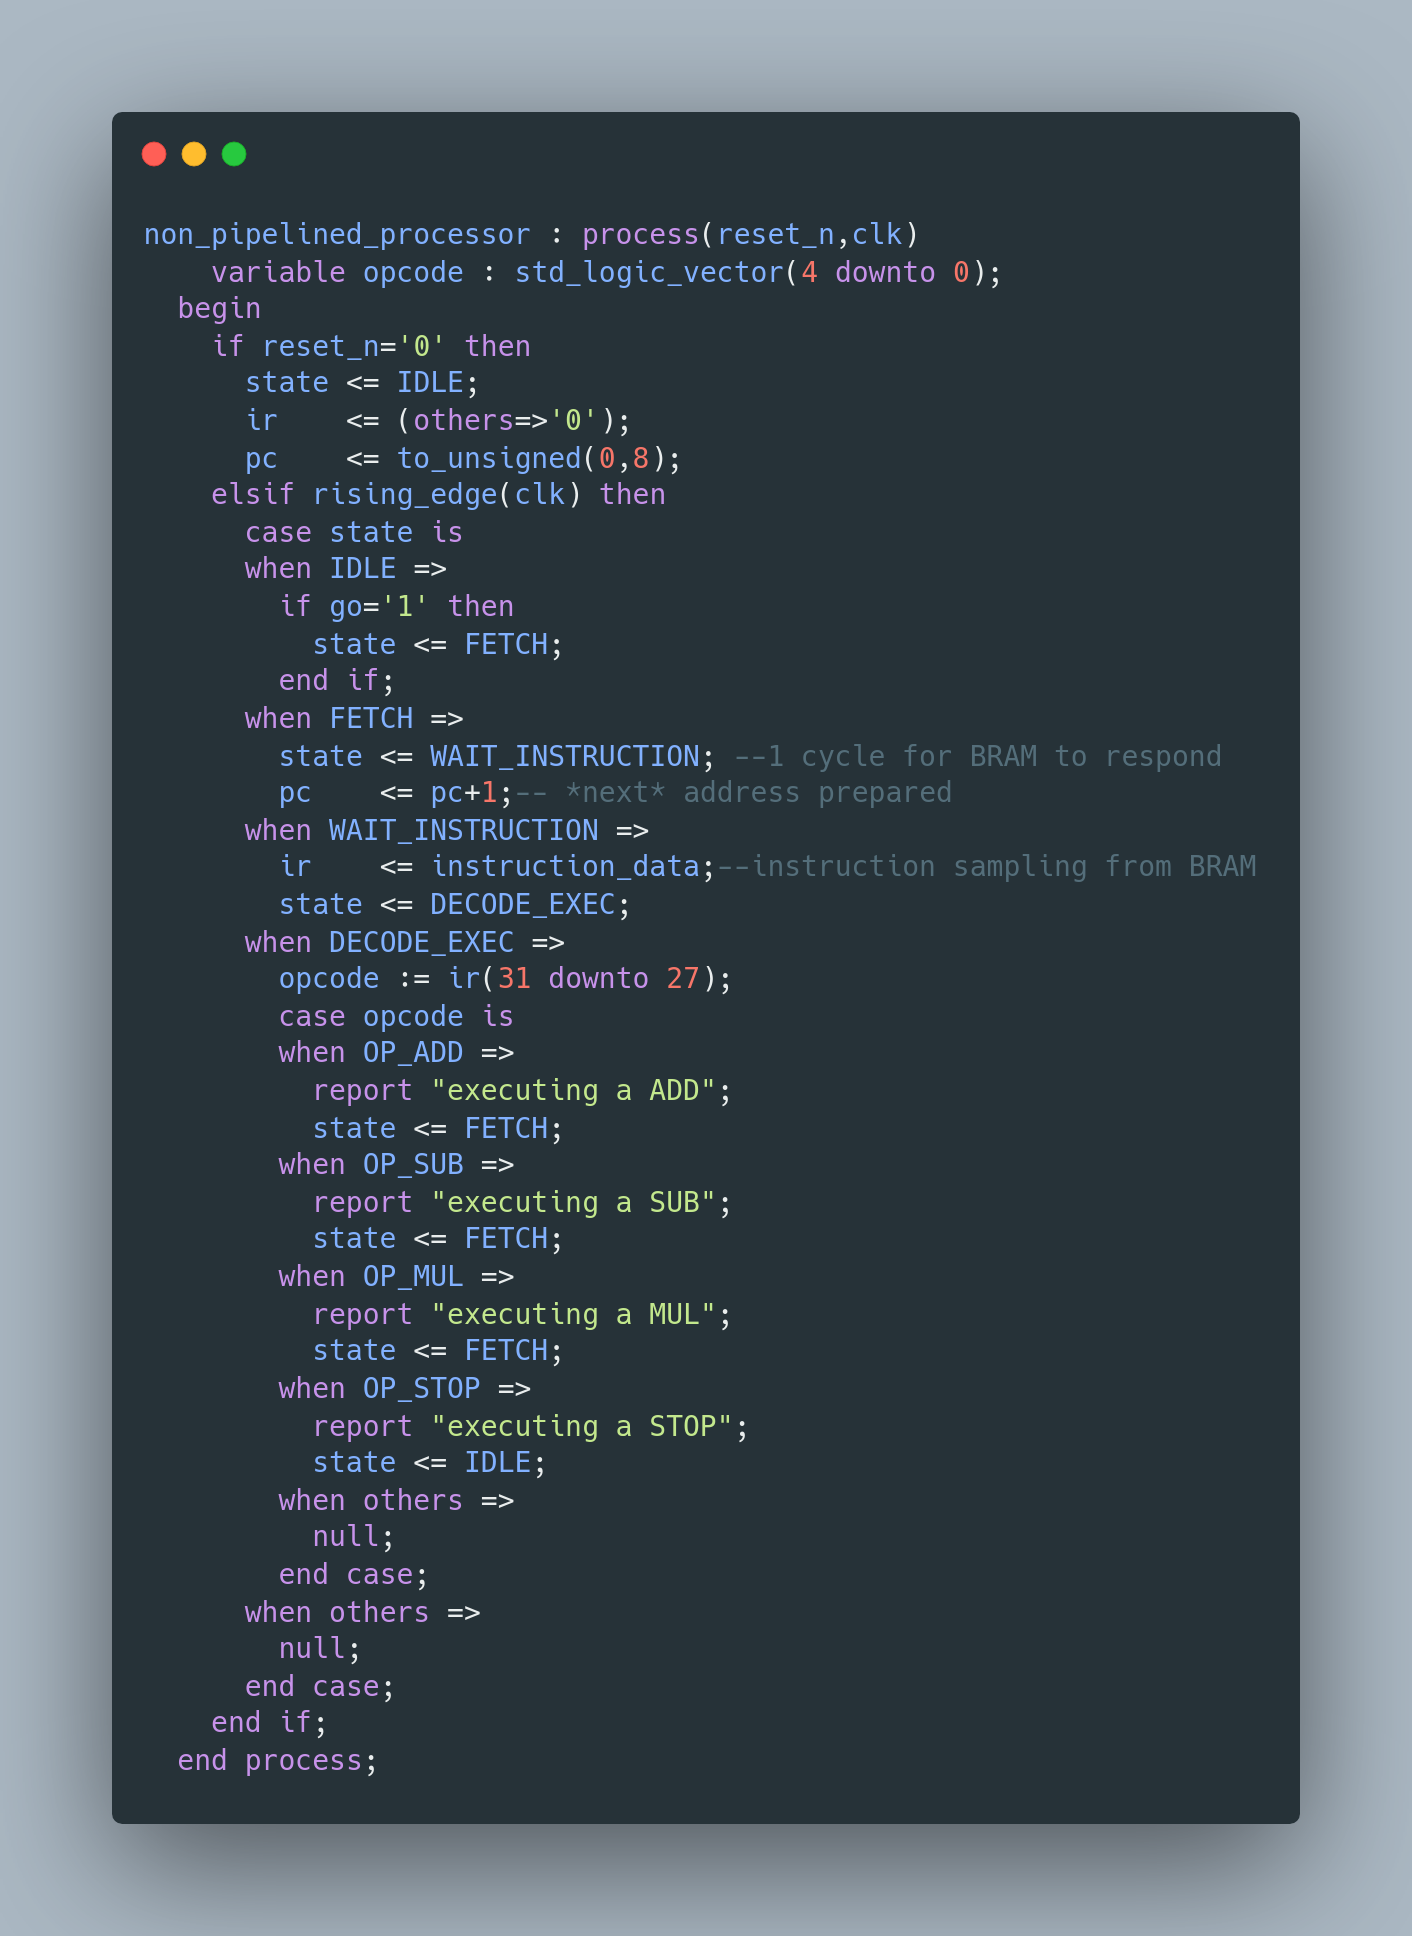 non_pipelined_processor : process(reset_n,clk)
    variable opcode : std_logic_vector(4 downto 0);
  begin
    if reset_n='0' then
      state <= IDLE;
      ir    <= (others=>'0');
      pc    <= to_unsigned(0,8);
    elsif rising_edge(clk) then
      case state is
      when IDLE =>
        if go='1' then
          state <= FETCH;
        end if;
      when FETCH =>
        state <= WAIT_INSTRUCTION; --1 cycle for BRAM to respond
        pc    <= pc+1;-- *next* address prepared
      when WAIT_INSTRUCTION =>
        ir    <= instruction_data;--instruction sampling from BRAM
        state <= DECODE_EXEC;
      when DECODE_EXEC =>
        opcode := ir(31 downto 27);
        case opcode is
        when OP_ADD =>
          report "executing a ADD";
          state <= FETCH;
        when OP_SUB =>
          report "executing a SUB";
          state <= FETCH;
        when OP_MUL =>
          report "executing a MUL";
          state <= FETCH;
        when OP_STOP =>
          report "executing a STOP";
          state <= IDLE;
        when others =>
          null;
        end case;
      when others =>
        null;
      end case;
    end if;
  end process;